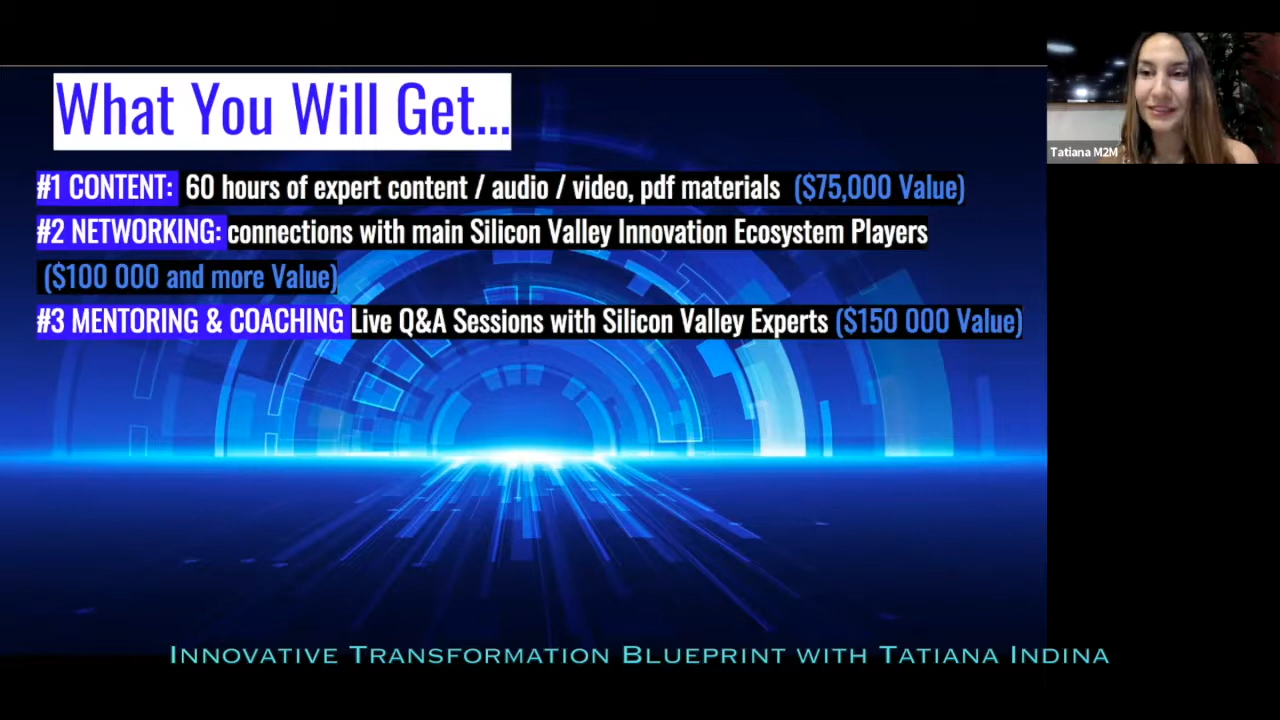 What You Will Get...
#1 CONTENT: 60 hours of expert content / audio / video, pdf materials ($75,000 Value)
#2 NETWORKING: connections with main Silicon Valley Innovation Ecosystem Players
($100 000 and more Value)
#3 MENTORING & COACHING Live Q&A Sessions with Silicon Valley Experts ($150 000 Value)
Tatiana M2M
INNOVATIVE TRANSFORMATION BLUEPRINT WITH TATIANA INDINA